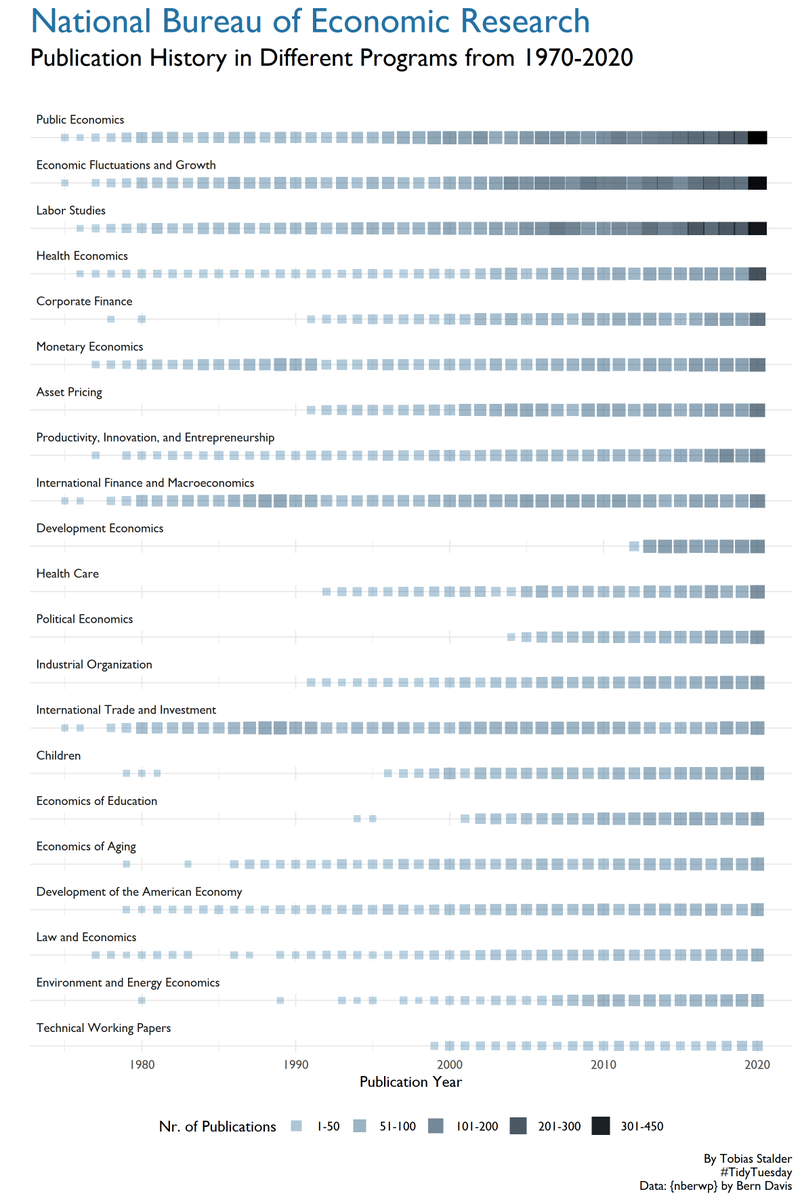 National Bureau of Economic Research
Publication History in Different Programs from 1970-2020
Public Economics
Economic Fluctuations and Growth
Labor Studies
Health Economics
Corporate Finance
Monetary Economics
Asset Pricing
Productivity, Innovation, and Entrepreneurship
International Finance and Macroeconomics
Development Economics
Health Care
Political Economics
Industrial Organization
International Trade and Investment
Children
Economics of Education
Economics of Aging
Development of the American Economy
Law and Economics
Environment and Energy Economics
Technical Working Papers
1980 1990 2000 2010 2020
Publication Year
Nr. of Publications 1-50 51-100 101-200 201-300 301-450
By Tobias Stalder
#TidyTuesday
Data: {nberwp} by Bern Davis